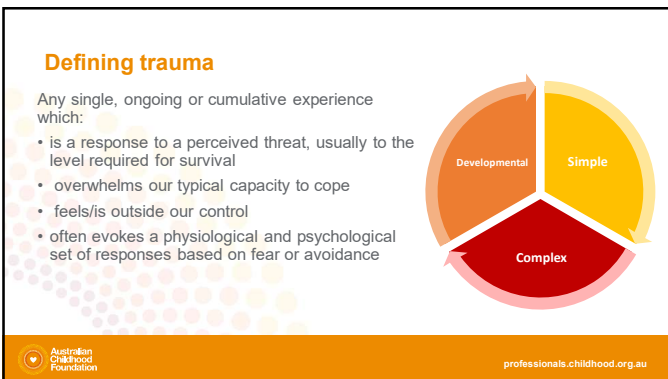 Defining trauma
Any single, ongoing or cumulative experience
which:
• is a response to a perceived threat, usually to the
level required for survival
• overwhelms our typical capacity to cope
• feels/is outside our control
• often evokes a physiological and psychological
set of responses based on fear or avoidance
Developmental
Simple
Complex
Australian
Childhood
Foundation
professionals.childhood.org.au